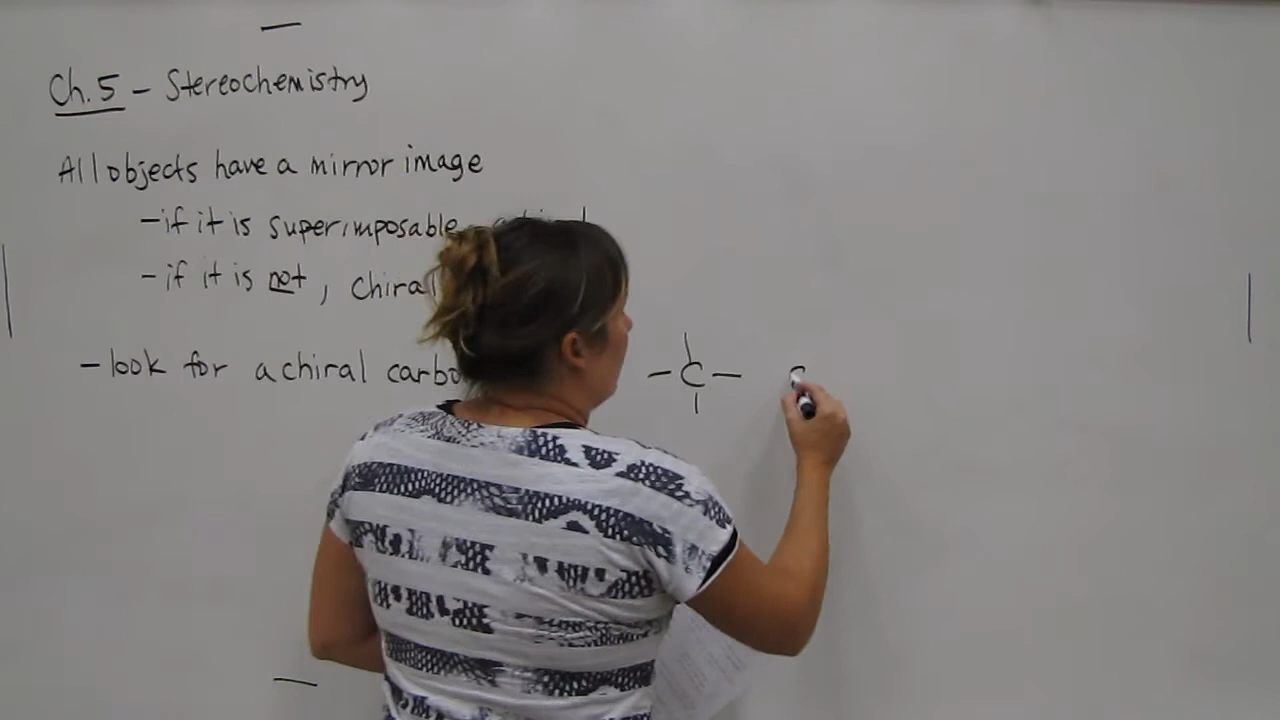 Ch. 5 - Stereochemistry
All objects have a mirror image
- if it is superimposable
- if it is not, chiral
- look for a chiral carbo - C -